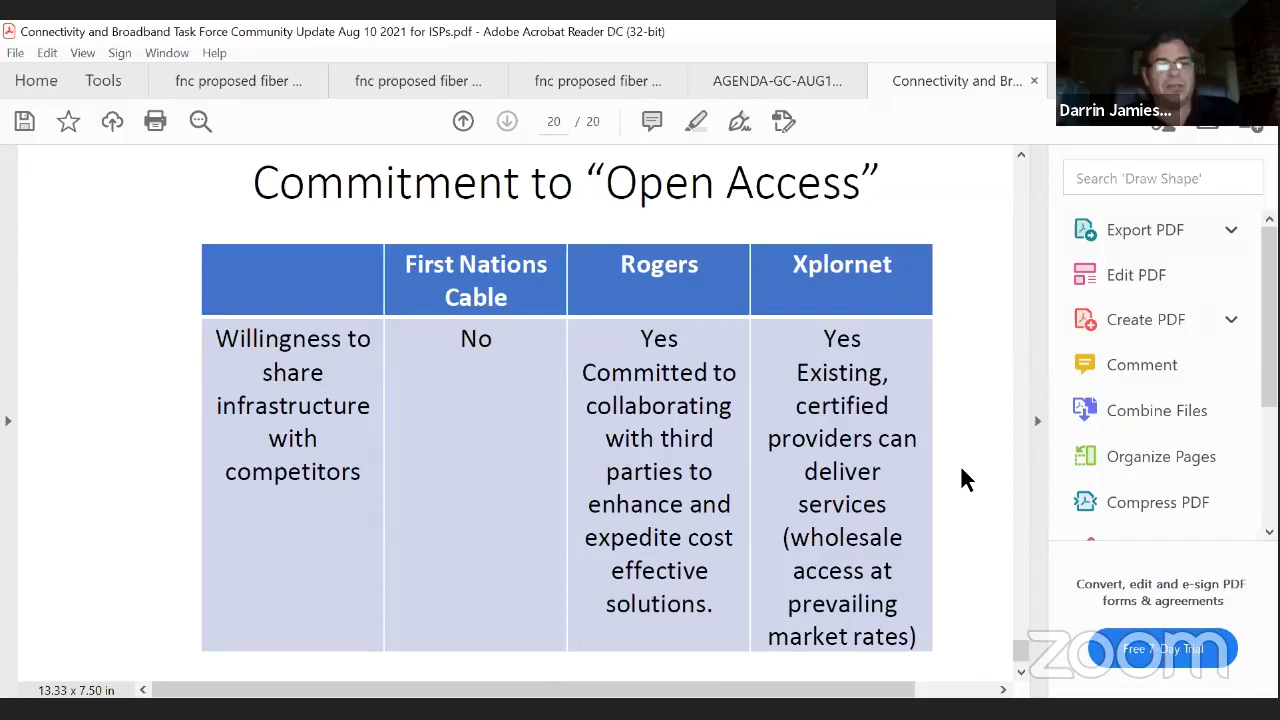 Connectivity and Broadband Task Force Community Update Aug 10 2021 for ISPs.pdf - Adobe Acrobat Reader DC (32-bit)
File Edit View Sign Window Help
Home Tools fnc proposed fiber ... fnc proposed fiber ... fnc proposed fiber ... AGENDA-GC-AUG1... Connectivity and Br... ×
Darrin Jamies...
20 / 20
Commitment to “Open Access”
First Nations
Cable
Rogers
Xplornet
Willingness to
share
infrastructure
with
competitors
No
Yes
Committed to
collaborating
with third
parties to
enhance and
expedite cost
effective
solutions.
Yes
Existing,
certified
providers can
deliver
services
(wholesale
access at
prevailing
market rates)
Search 'Draw Shape'
Export PDF
Edit PDF
Create PDF
Comment
Combine Files
Organize Pages
Compress PDF
Convert, edit and e-sign PDF
forms & agreements
Free 7-Day Trial
zoom
13.33 x 7.50 in